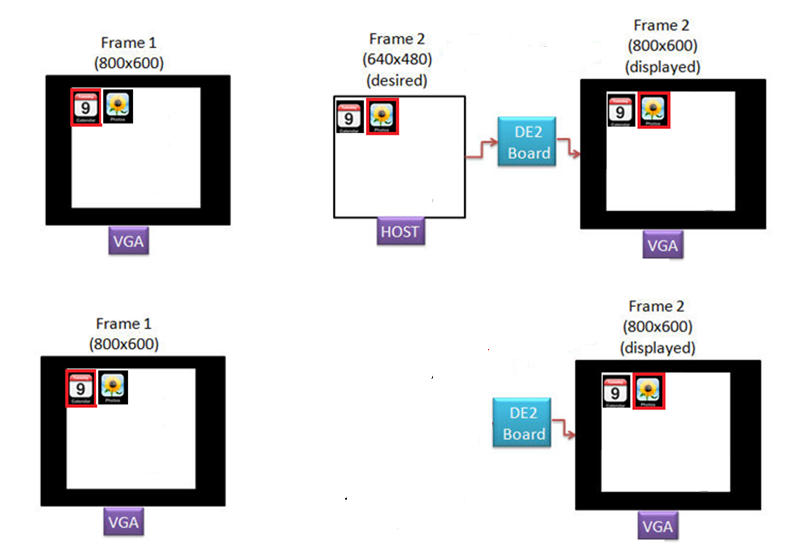 Frame 1
(800x600)
9
Calendar
Photos
VGA
Frame 2
(640x480)
(desired)
9
Photos
HOST
DE2
Board
Frame 2
(800x600)
(displayed)
9
Calendar
Photos
VGA
Frame 1
(800x600)
9
Calendar
Photos
VGA
DE2
Board
Frame 2
(800x600)
(displayed)
9
Calendar
Photos
VGA